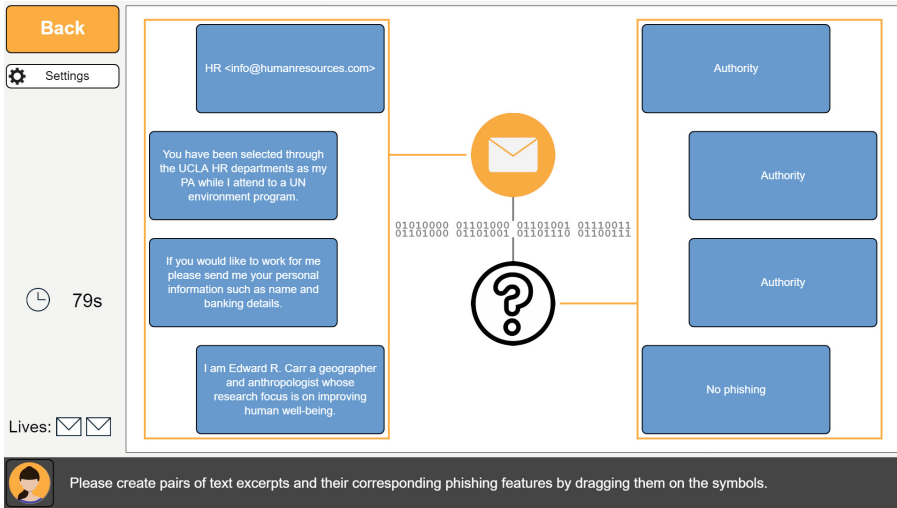 Back
Settings
79s
Lives:
HR <info@humanresources.com>
You have been selected through
the UCLA HR departments as my
PA while I attend to a UN
environment program.
If you would like to work for me
please send me your personal
information such as name and
banking details.
I am Edward R. Carr a geographer
and anthropologist whose
research focus is on improving
human well-being.
01010000 01101000 01101001 01110011
01101000 01101001 01101110 01100111
?
Authority
Authority
Authority
No phishing
Please create pairs of text excerpts and their corresponding phishing features by dragging them on the symbols.